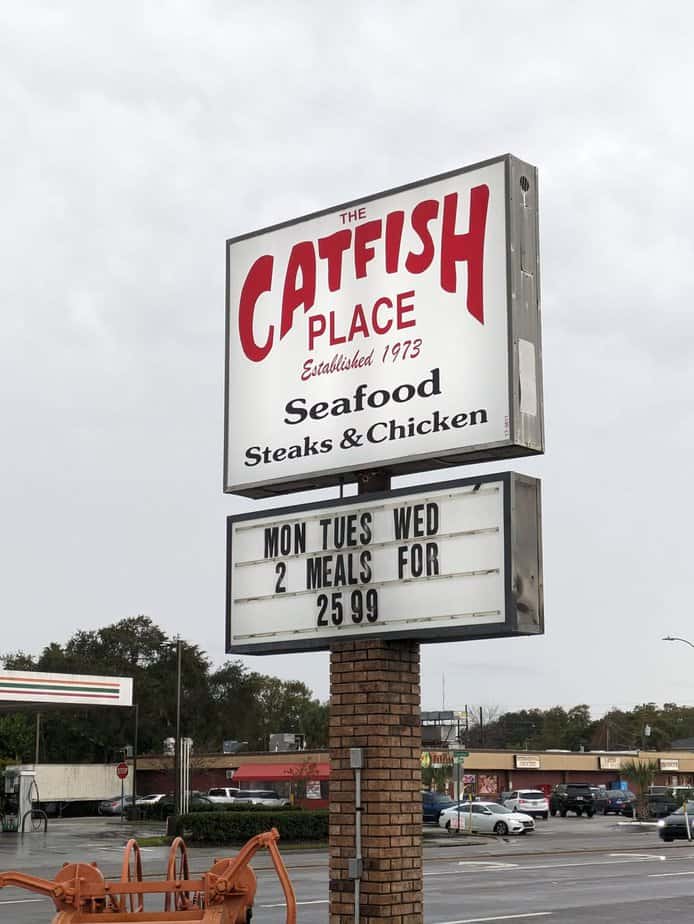 THE
CATFISH
PLACE
Established 1973
Seafood
Steaks & Chicken
MON TUES WED
2 MEALS FOR
25 99